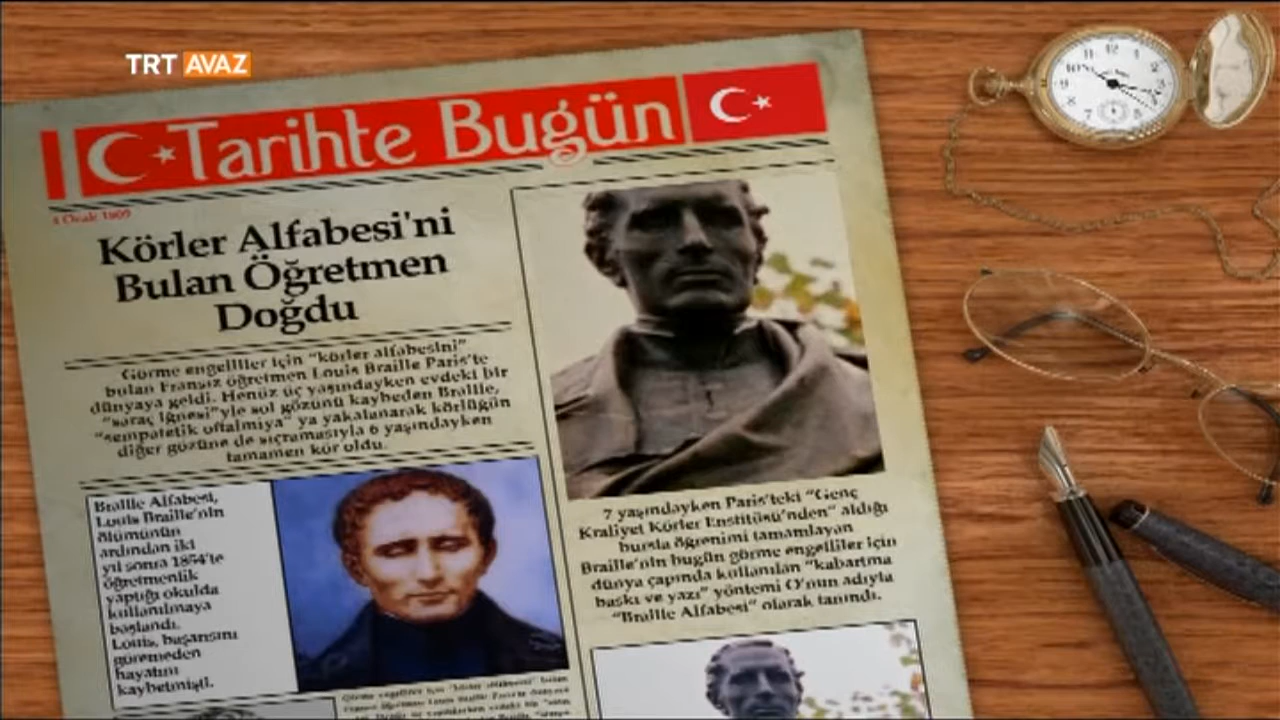 TRT AVAZ
Tarihte Bugün
4 Ocak 1809
Körler Alfabesi'ni
Bulan Öğretmen
Doğdu
Görme engelliler için "körler alfabesini"
bulan Fransız öğretmen Louis Braille Paris'te
dünyaya geldi. Henüz üç yaşındayken evdeki bir
"saraç iğnesi"yle sol gözünü kaybeden Braille,
"sempatetik oftalmiya" ya yakalanarak körlüğün
diğer gözüne de sıçramasıyla 6 yaşındayken
tamamen kör oldu.
Braille Alfabesi,
Louis Braille'nin
ölümünün
ardından iki
yıl sonra 1854'te
öğretmenlik
yaptığı okulda
kullanılmaya
başlandı.
Louis, başarısını
göremeden
hayatını
kaybetmişti.
7 yaşındayken Paris'teki "Genç
Kraliyet Körler Enstitüsü'nden" aldığı
bursla öğrenimi tamamlayan
Braille'nin bugün görme engelliler için
dünya çapında kullanılan "kabartma
baskı ve yazı" yöntemi O'nun adıyla
"Braille Alfabesi" olarak tanındı.